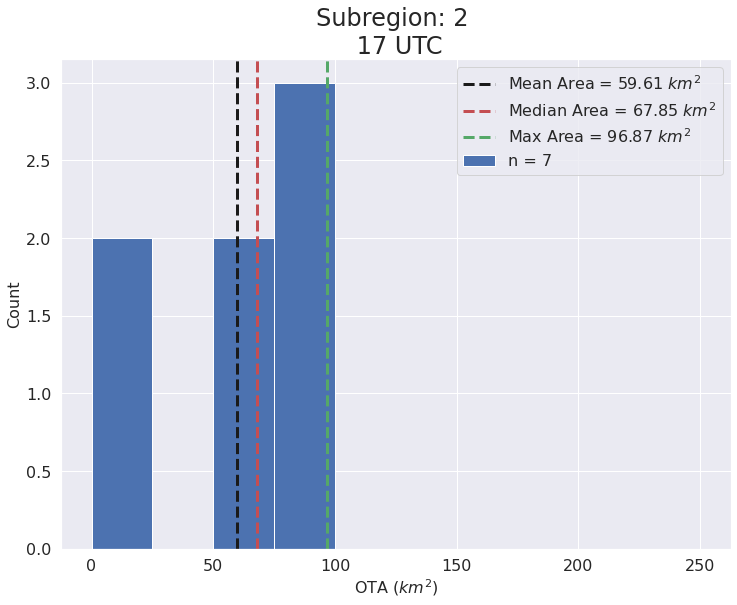 Subregion: 2
17 UTC
Mean Area = 59.61 km²
Median Area = 67.85 km²
Max Area = 96.87 km²
n = 7
3.0
2.5
2.0
1.5
1.0
0.5
0.0
Count
0 50 100 150 200 250
OTA (km²)